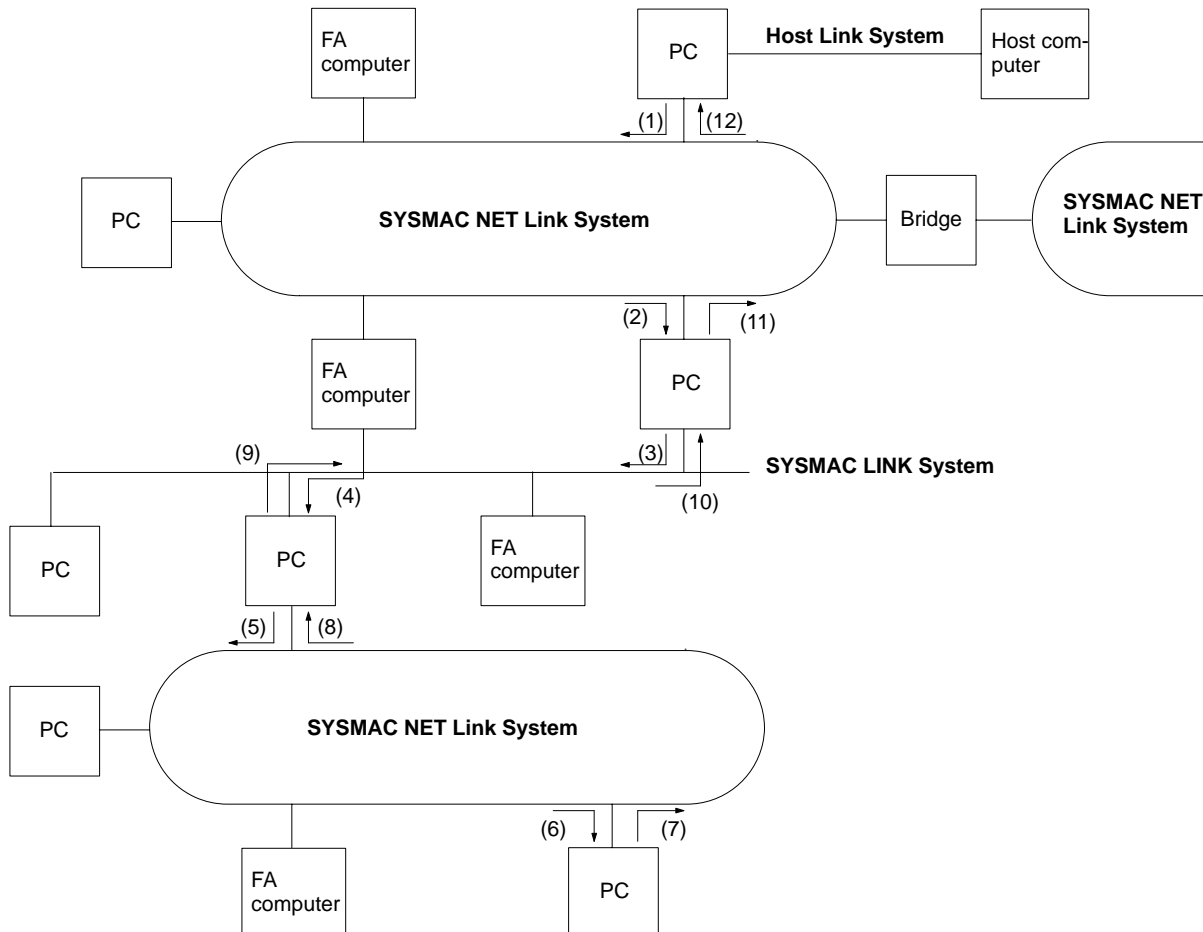 FA
computer
PC
Host Link System
Host com-
puter
(1)
(12)
PC
SYSMAC NET Link System
Bridge
SYSMAC NET
Link System
(2)
(11)
FA
computer
PC
(9)
(3)
SYSMAC LINK System
(4)
(10)
PC
PC
FA
computer
(5)
(8)
PC
SYSMAC NET Link System
(6)
(7)
FA
computer
PC